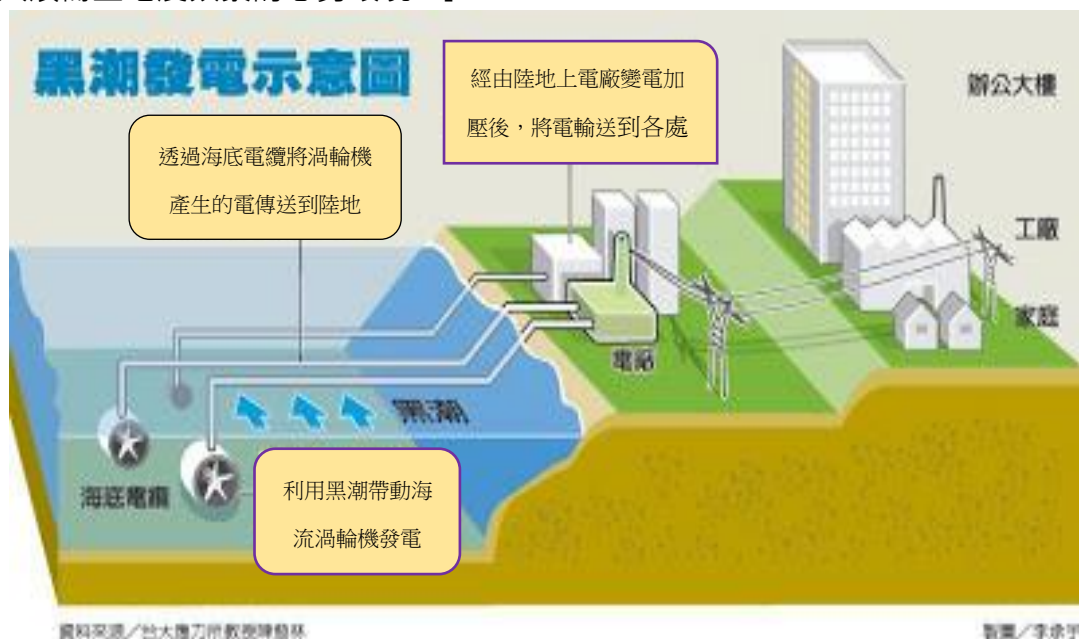 黑潮發電示意圖
經由陸地上電廠變電加
壓後，將電輸送到各處
辦公大樓
透過海底電纜將渦輪機
產生的電傳送到陸地
工廠
家庭
電廠
黑潮
海底電纜
利用黑潮帶動海
流渦輪機發電